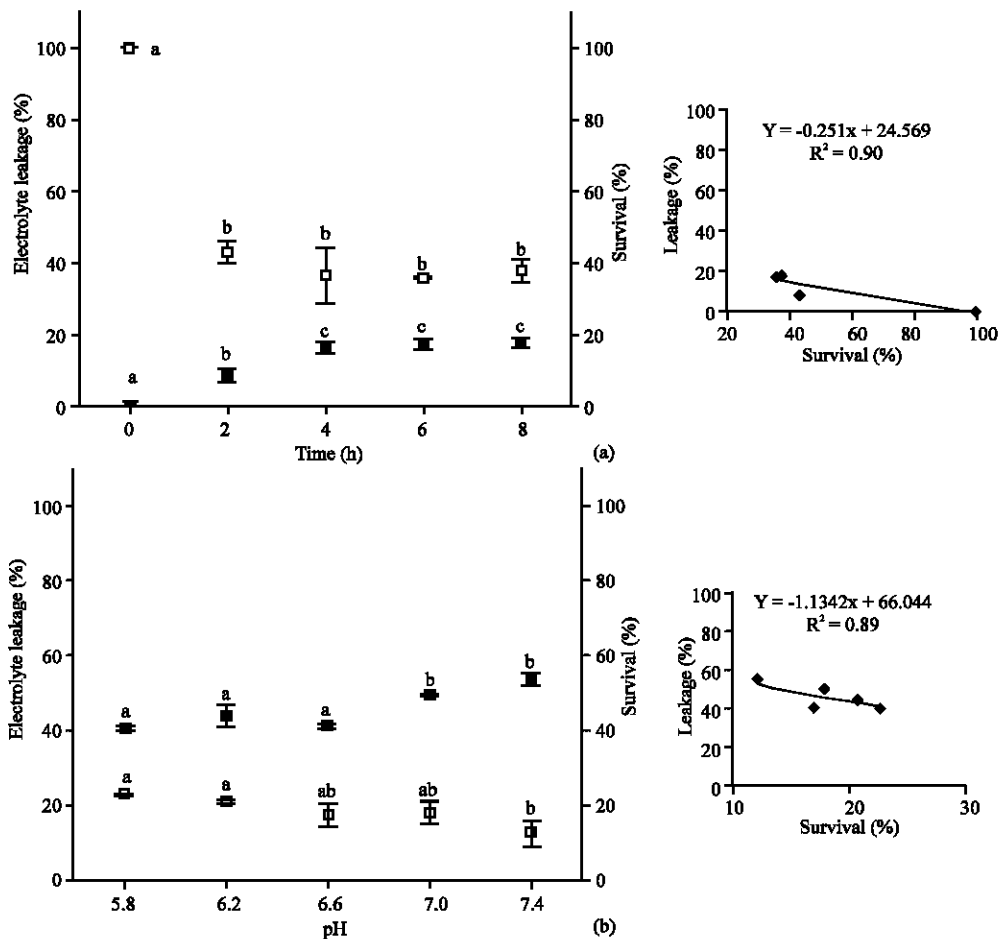 100
80
60
40
20
0
Electrolyte leakage (%)
a
b
b
b
b
a
b
c
c
c
100
80
60
40
20
0
Survival (%)
0 2 4 6 8
Time (h)
(a)
Y = -0.251x + 24.569
R² = 0.90
100
80
60
40
20
0
Leakage (%)
20 40 60 80 100
Survival (%)
100
80
60
40
20
0
Electrolyte leakage (%)
a
a
a
b
b
a
a
ab
ab
b
100
80
60
40
20
0
Survival (%)
5.8 6.2 6.6 7.0 7.4
pH
(b)
Y = -1.1342x + 66.044
R² = 0.89
100
80
60
40
20
0
Leakage (%)
10 20 30
Survival (%)